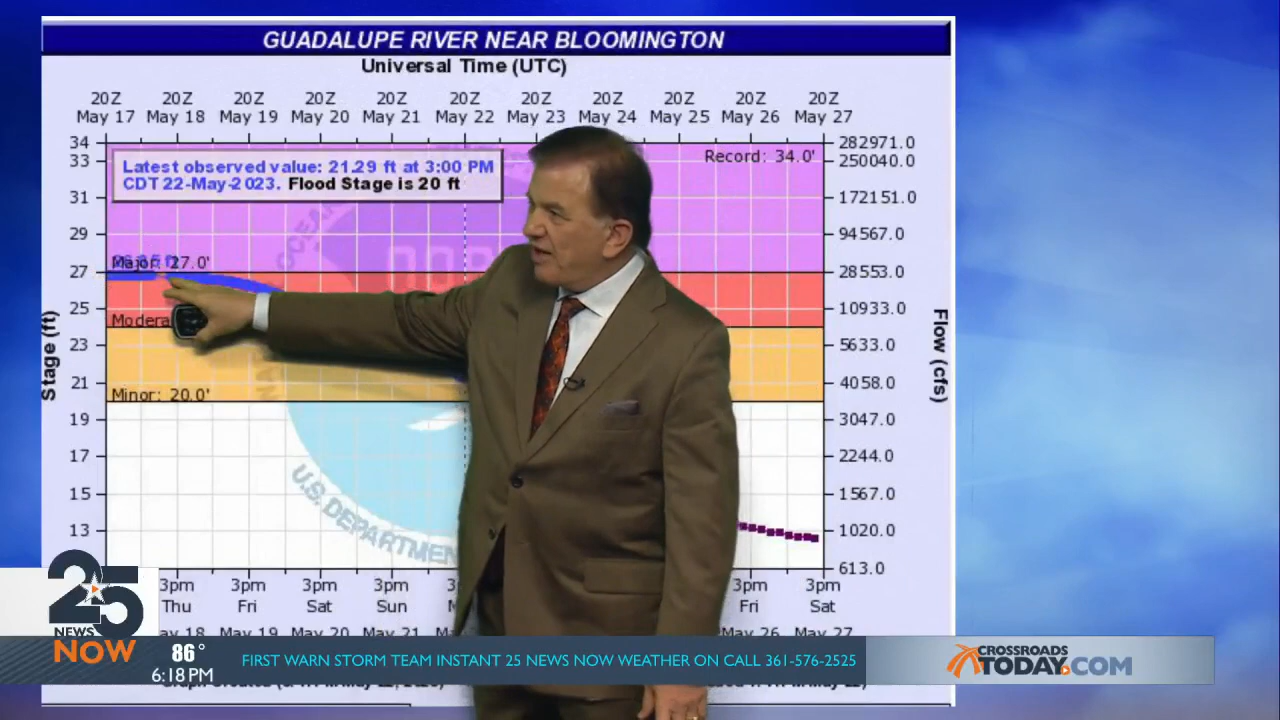 GUADALUPE RIVER NEAR BLOOMINGTON
Universal Time (UTC)
20Z 20Z 20Z 20Z 20Z 20Z 20Z 20Z 20Z 20Z 20Z
May 17 May 18 May 19 May 20 May 21 May 22 May 23 May 24 May 25 May 26 May 27
34 282971.0
33 Record: 34.0' 250040.0
Latest observed value: 21.29 ft at 3:00 PM
CDT 22-May-2023. Flood Stage is 20 ft
31 172151.0
29 94567.0
Major: 27.0'
27 28553.0
25 10933.0
Modera
23 5633.0
21 4058.0
Minor: 20.0'
19 3047.0
17 2244.0
15 1567.0
13 1020.0
613.0
Stage (ft)
Flow (cfs)
U.S. DEPARTMEN
3pm 3pm 3pm 3pm 3pm 3pm
Thu Fri Sat Sun Fri Sat
May 19 May 20 May 21 May 26 May 27
25
NEWS
NOW
86°
6:18 PM
FIRST WARN STORM TEAM INSTANT 25 NEWS NOW WEATHER ON CALL 361-576-2525
CROSSROADS
TODAY.COM